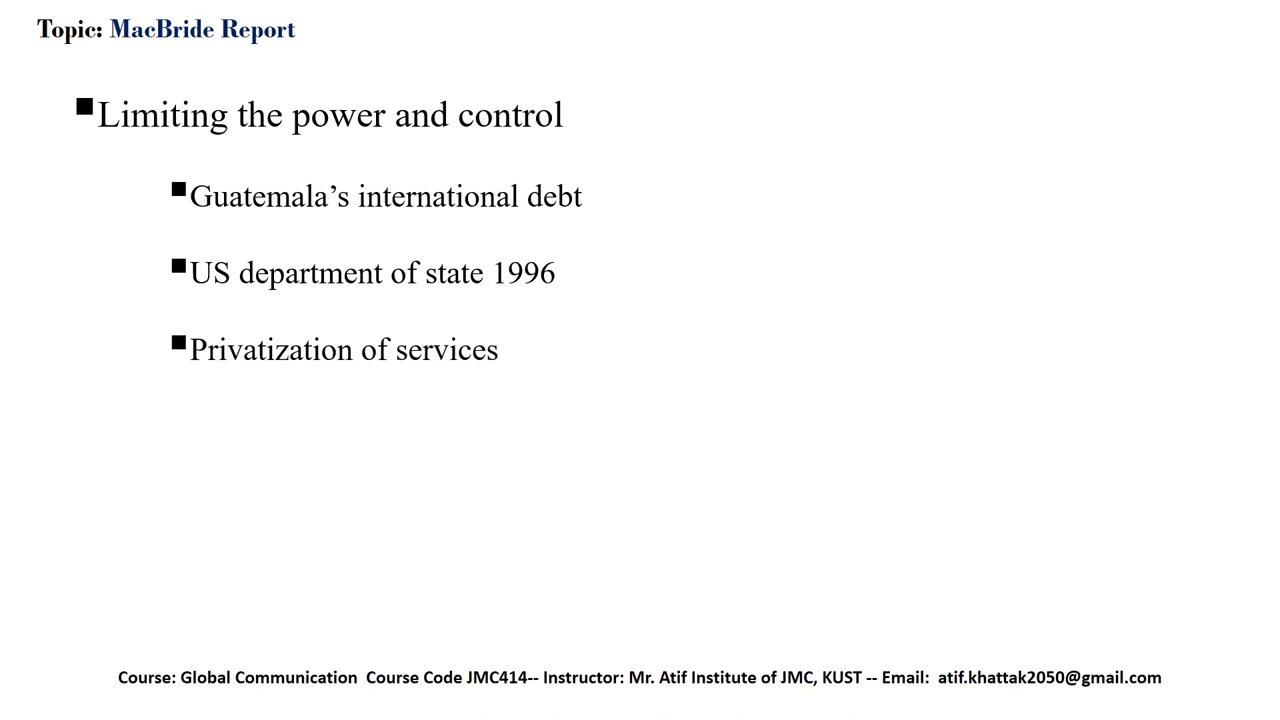 Topic: MacBride Report
▪Limiting the power and control
▪Guatemala’s international debt
▪US department of state 1996
▪Privatization of services
Course: Global Communication  Course Code JMC414-- Instructor: Mr. Atif Institute of JMC, KUST -- Email:  atif.khattak2050@gmail.com